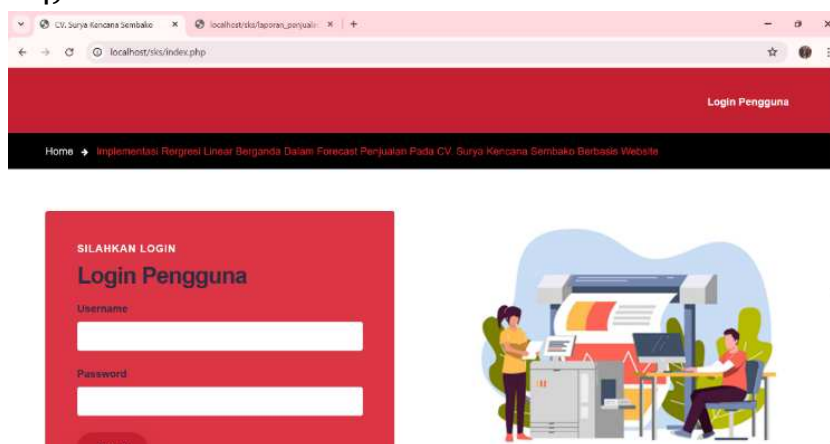 CV. Surya Kencana Sembako
localhost/sks/laporan_penjuala
localhost/sks/index.php
Login Pengguna
Home → Implementasi Rergresi Linear Berganda Dalam Forecast Penjualan Pada CV. Surya Kencana Sembako Berbasis Website
SILAHKAN LOGIN
Login Pengguna
Username
Password